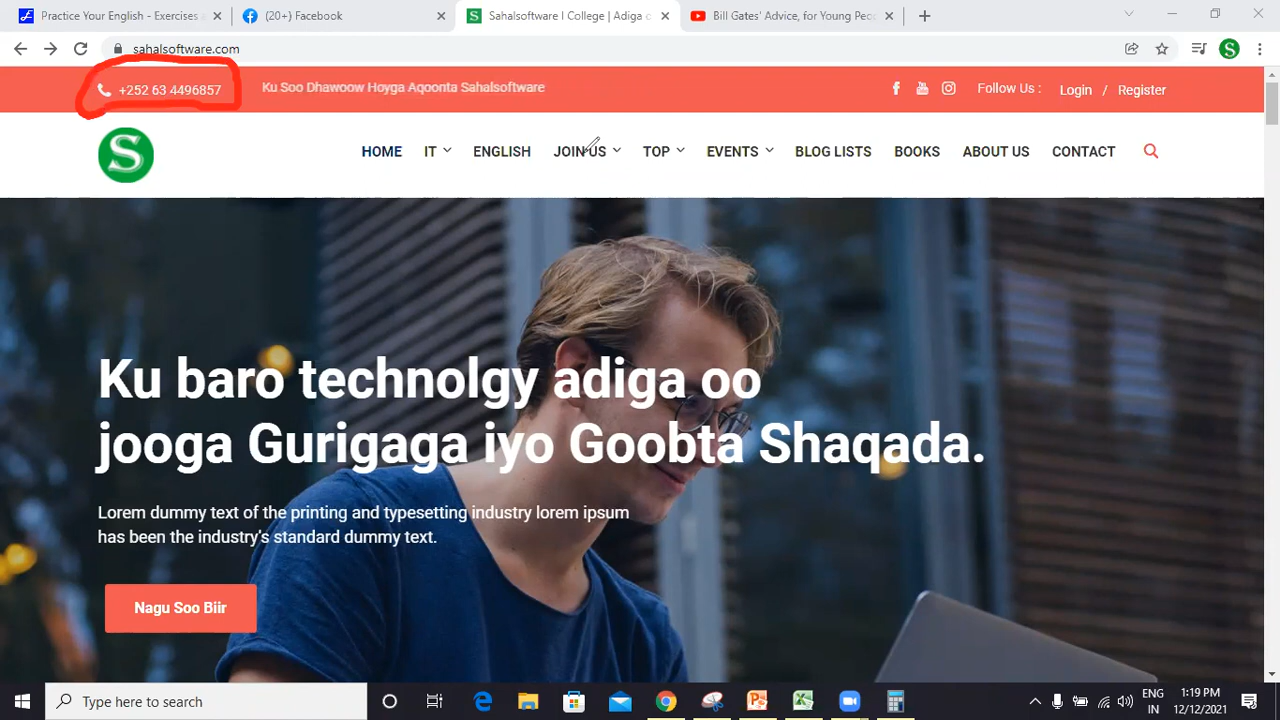 Practice Your English - Exercises a
(20+) Facebook
Sahalsoftware I College | Adiga o
Bill Gates' Advice, for Young Peo
sahalsoftware.com
S
+252 63 4496857
Ku Soo Dhawoow Hoyga Aqoonta Sahalsoftware
Follow Us :
Login / Register
S
HOME IT ENGLISH JOIN US TOP EVENTS BLOG LISTS BOOKS ABOUT US CONTACT
Ku baro technolgy adiga oo
jooga Gurigaga iyo Goobta Shaqada.
Lorem dummy text of the printing and typesetting industry lorem ipsum
has been the industry's standard dummy text.
Nagu Soo Biir
Type here to search
ENG
IN
1:19 PM
12/12/2021